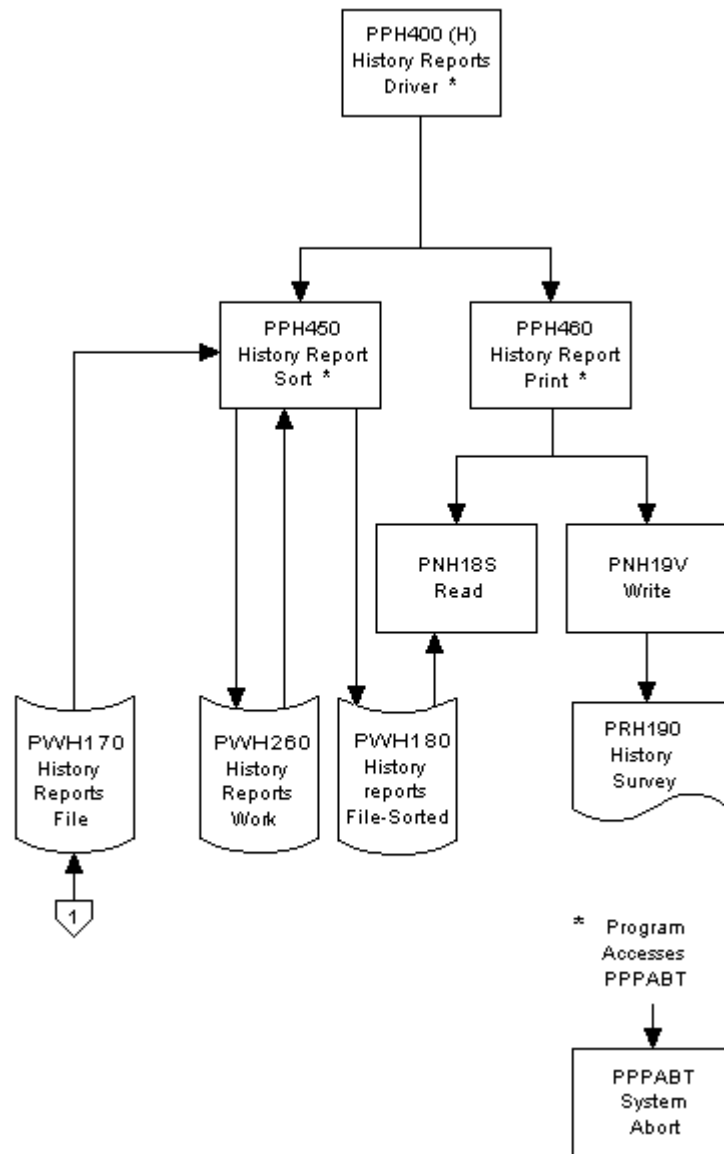 PPH400 (H)
History Reports
Driver *
PPH450
History Report
Sort *
PPH460
History Report
Print *
PNH18S
Read
PNH19V
Write
PWH170
History
Reports
File
PWH260
History
Reports
Work
PWH180
History
reports
File-Sorted
PRH190
History
Survey
1
* Program
Accesses
PPPABT
PPPABT
System
Abort